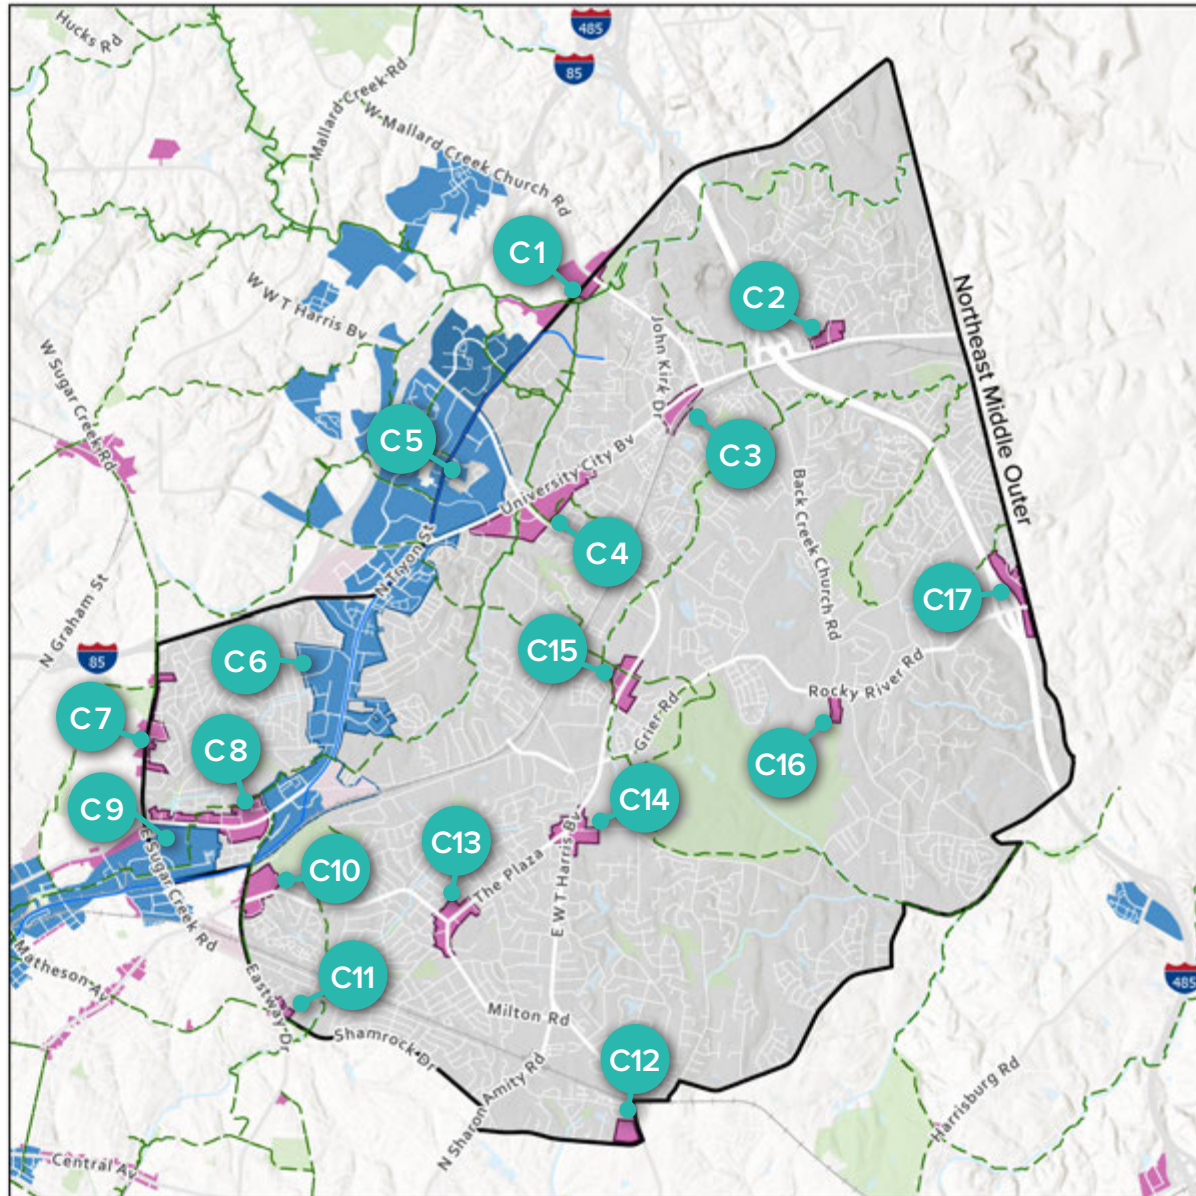 Hucks Rd
485
85
Mallard Creek Rd
W Mallard Creek Church Rd
C1
W W T Harris Bv
C2
Northeast Middle Outer
John Kirk Dr
W Sugar Creek Rd
C5
University City Bv
C3
Back Creek Church Rd
C4
N Tryon St
N Graham St
C17
85
C6
C15
Rocky River Rd
C7
Grier Rd
C8
C16
C9
C14
E Sugar Creek Rd
C13
The Plaza
E W T Harris Bv
C10
Matheson Av
C11
Eastway Dr
485
Milton Rd
Shamrock Dr
C12
N Sharon Amity Rd
Harrisburg Rd
Central Av